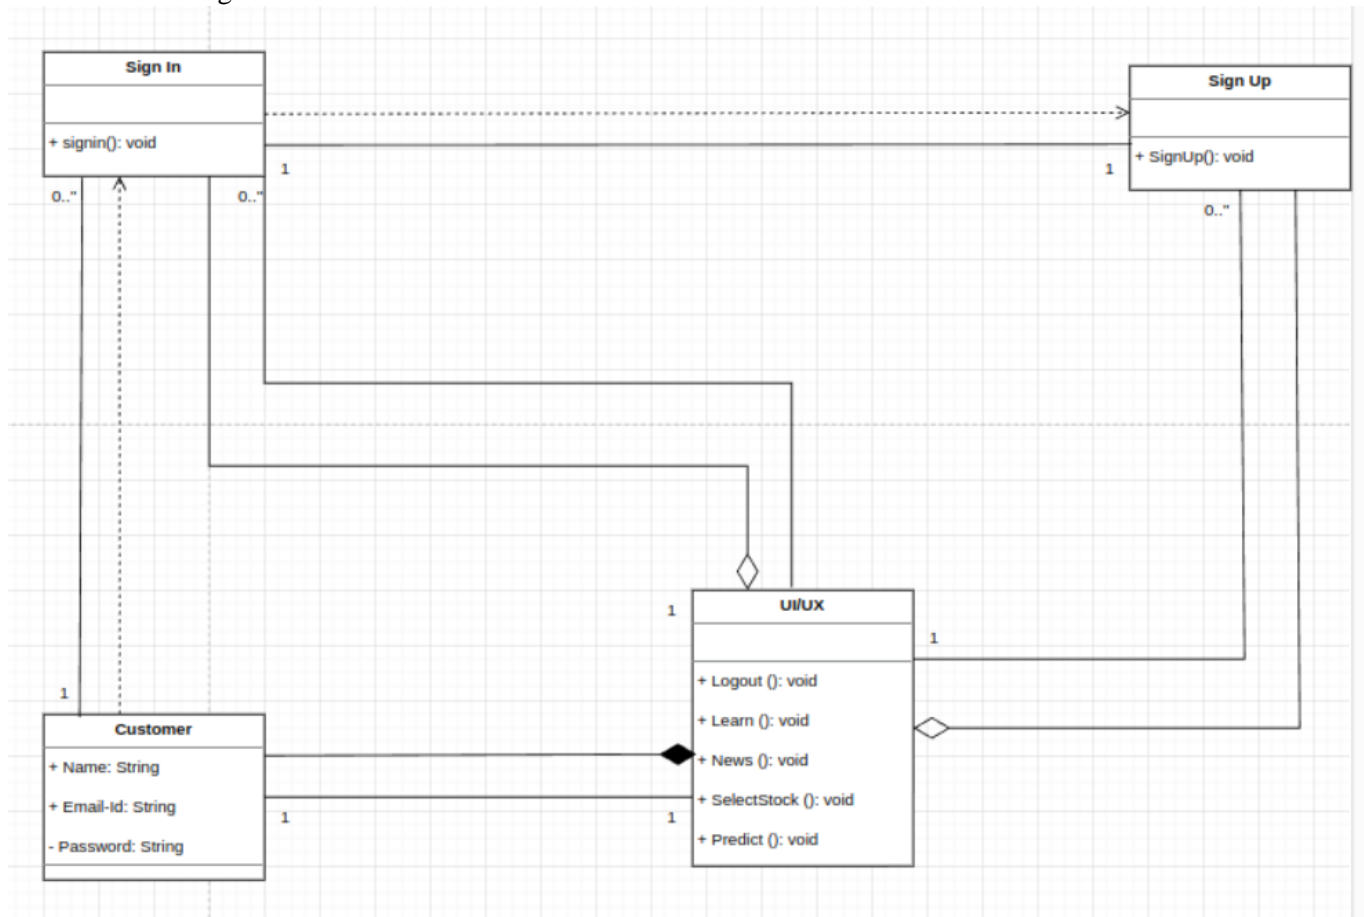 Sign In
+ signin(): void
Sign Up
+ SignUp(): void
1
1
0.."
0.."
0.."
1
UI/UX
1
+ Logout (): void
+ Learn (): void
+ News (): void
+ SelectStock (): void
+ Predict (): void
1
Customer
+ Name: String
+ Email-Id: String
- Password: String
1
1